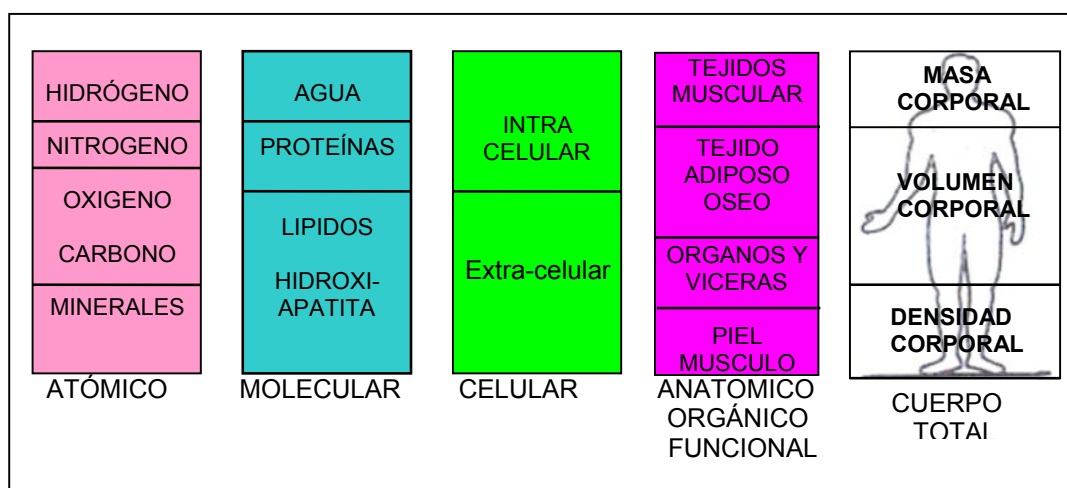 HIDRÓGENO
NITROGENO
OXIGENO
CARBONO
MINERALES
ATÓMICO
AGUA
PROTEÍNAS
LIPIDOS
HIDROXI-
APATITA
MOLECULAR
INTRA
CELULAR
Extra-celular
CELULAR
TEJIDOS
MUSCULAR
TEJIDO
ADIPOSO
OSEO
ORGANOS Y
VICERAS
PIEL
MUSCULO
ANATOMICO
ORGÁNICO
FUNCIONAL
MASA
CORPORAL
VOLUMEN
CORPORAL
DENSIDAD
CORPORAL
CUERPO
TOTAL